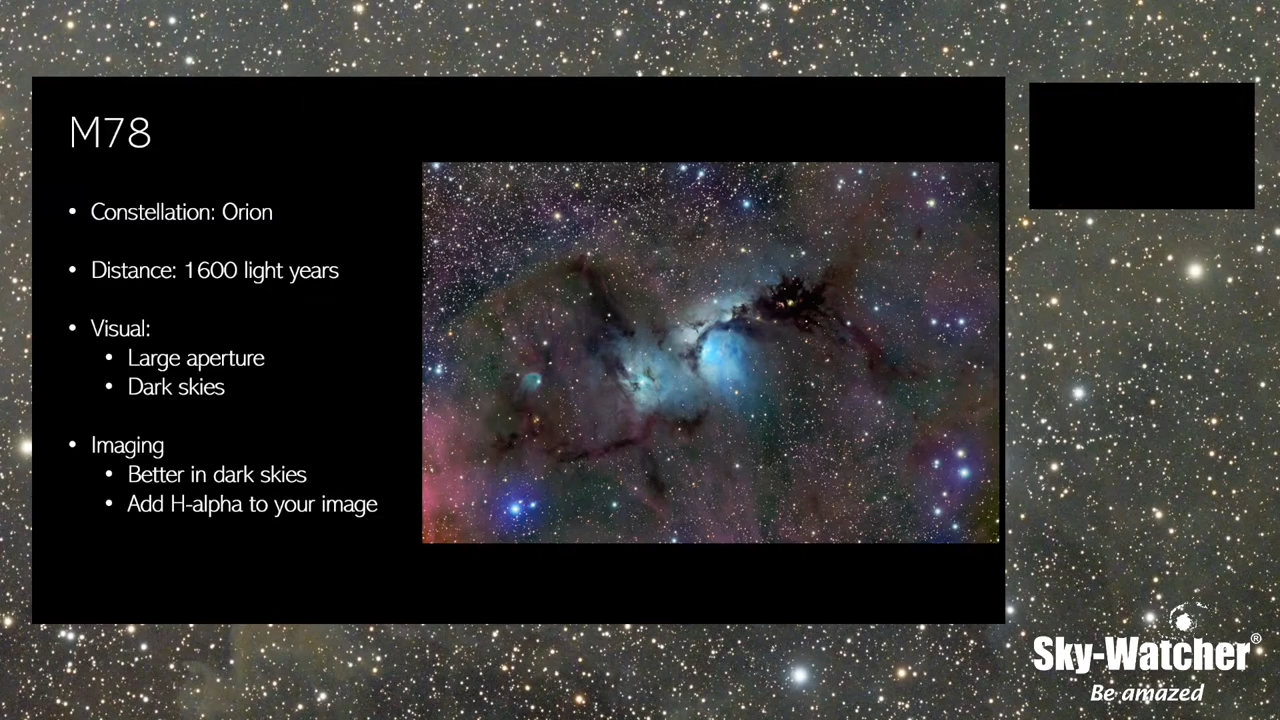 M78
• Constellation: Orion
• Distance: 1600 light years
• Visual:
• Large aperture
• Dark skies
• Imaging
• Better in dark skies
• Add H-alpha to your image
Sky-Watcher®
Be amazed